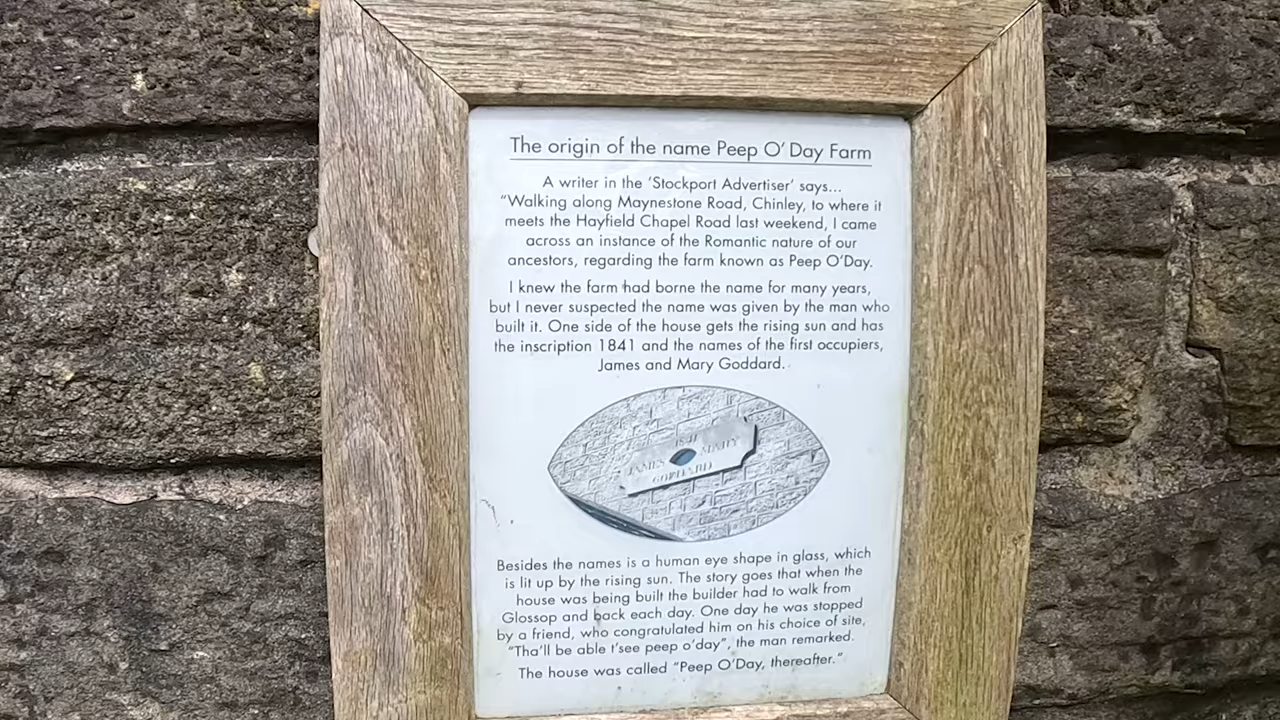 The origin of the name Peep O' Day Farm
A writer in the 'Stockport Advertiser' says...
"Walking along Maynestone Road, Chinley, to where it
meets the Hayfield Chapel Road last weekend, I came
across an instance of the Romantic nature of our
ancestors, regarding the farm known as Peep O'Day.
I knew the farm had borne the name for many years,
but I never suspected the name was given by the man who
built it. One side of the house gets the rising sun and has
the inscription 1841 and the names of the first occupiers,
James and Mary Goddard.
1841
JAMES MARY
GODDARD
Besides the names is a human eye shape in glass, which
is lit up by the rising sun. The story goes that when the
house was being built the builder had to walk from
Glossop and back each day. One day he was stopped
by a friend, who congratulated him on his choice of site,
"Tha'll be able t'see peep o'day", the man remarked.
The house was called "Peep O'Day, thereafter."